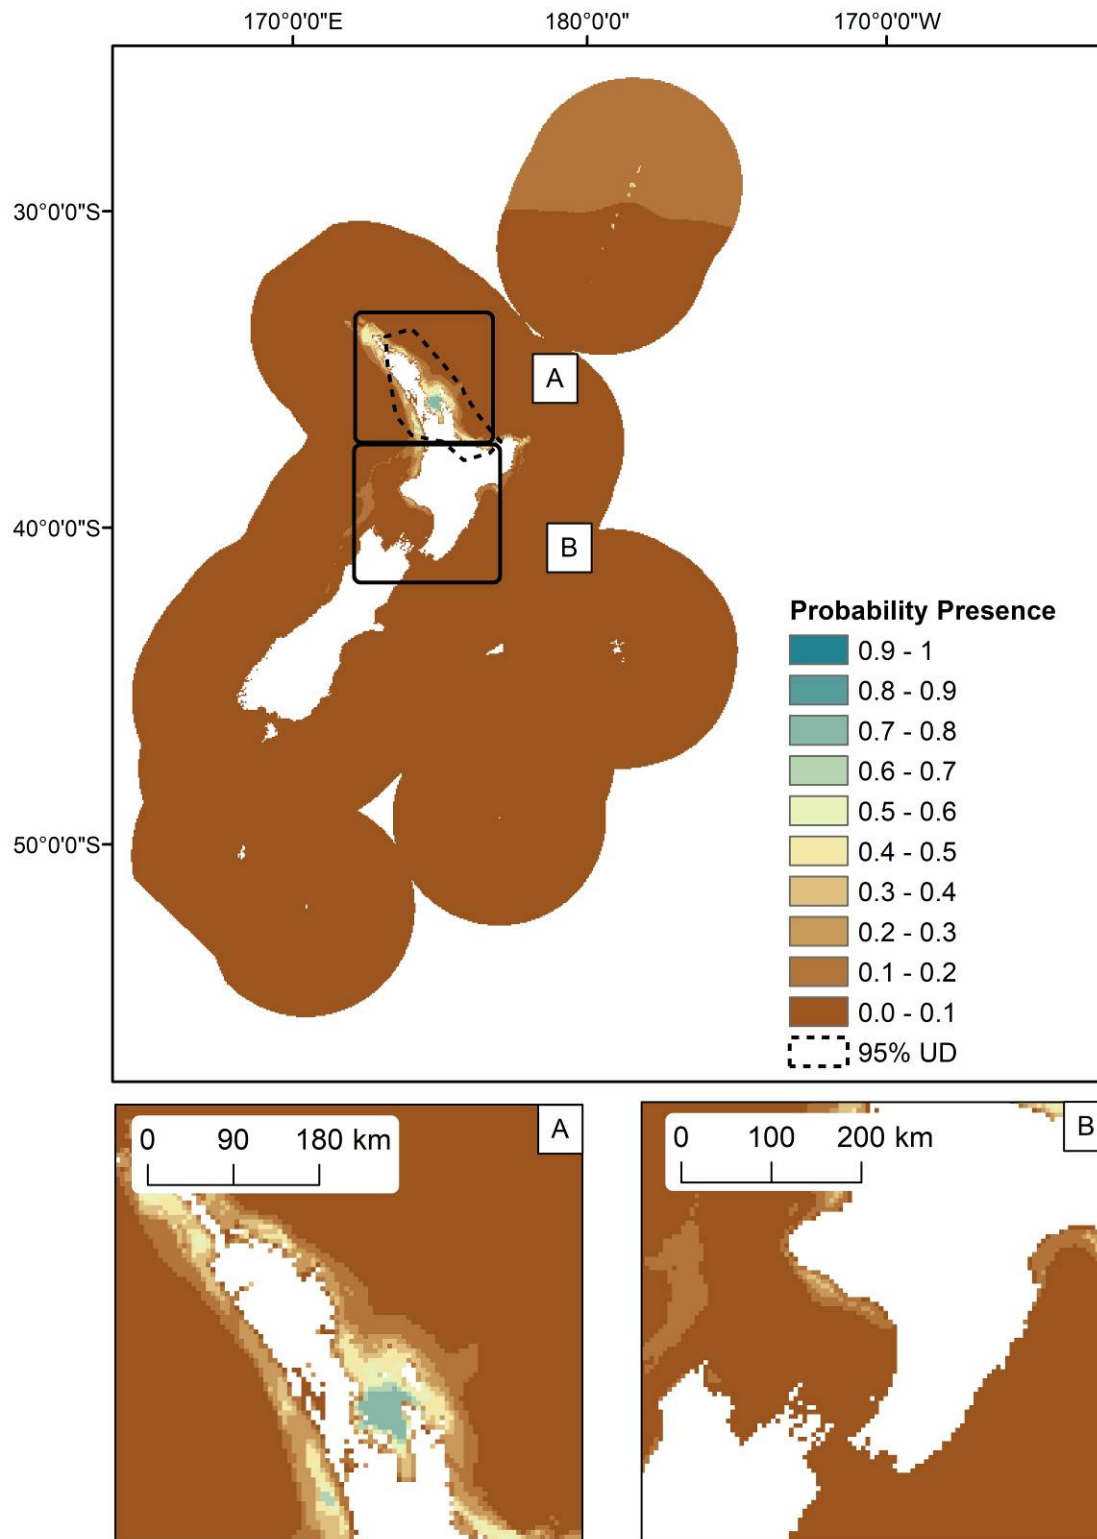 170°0'0"E
180°0'0"
170°0'0"W
30°0'0"S
A
40°0'0"S
B
Probability Presence
0.9 - 1
0.8 - 0.9
0.7 - 0.8
0.6 - 0.7
0.5 - 0.6
50°0'0"S
0.4 - 0.5
0.3 - 0.4
0.2 - 0.3
0.1 - 0.2
0.0 - 0.1
95% UD
0 90 180 km
A
0 100 200 km
B